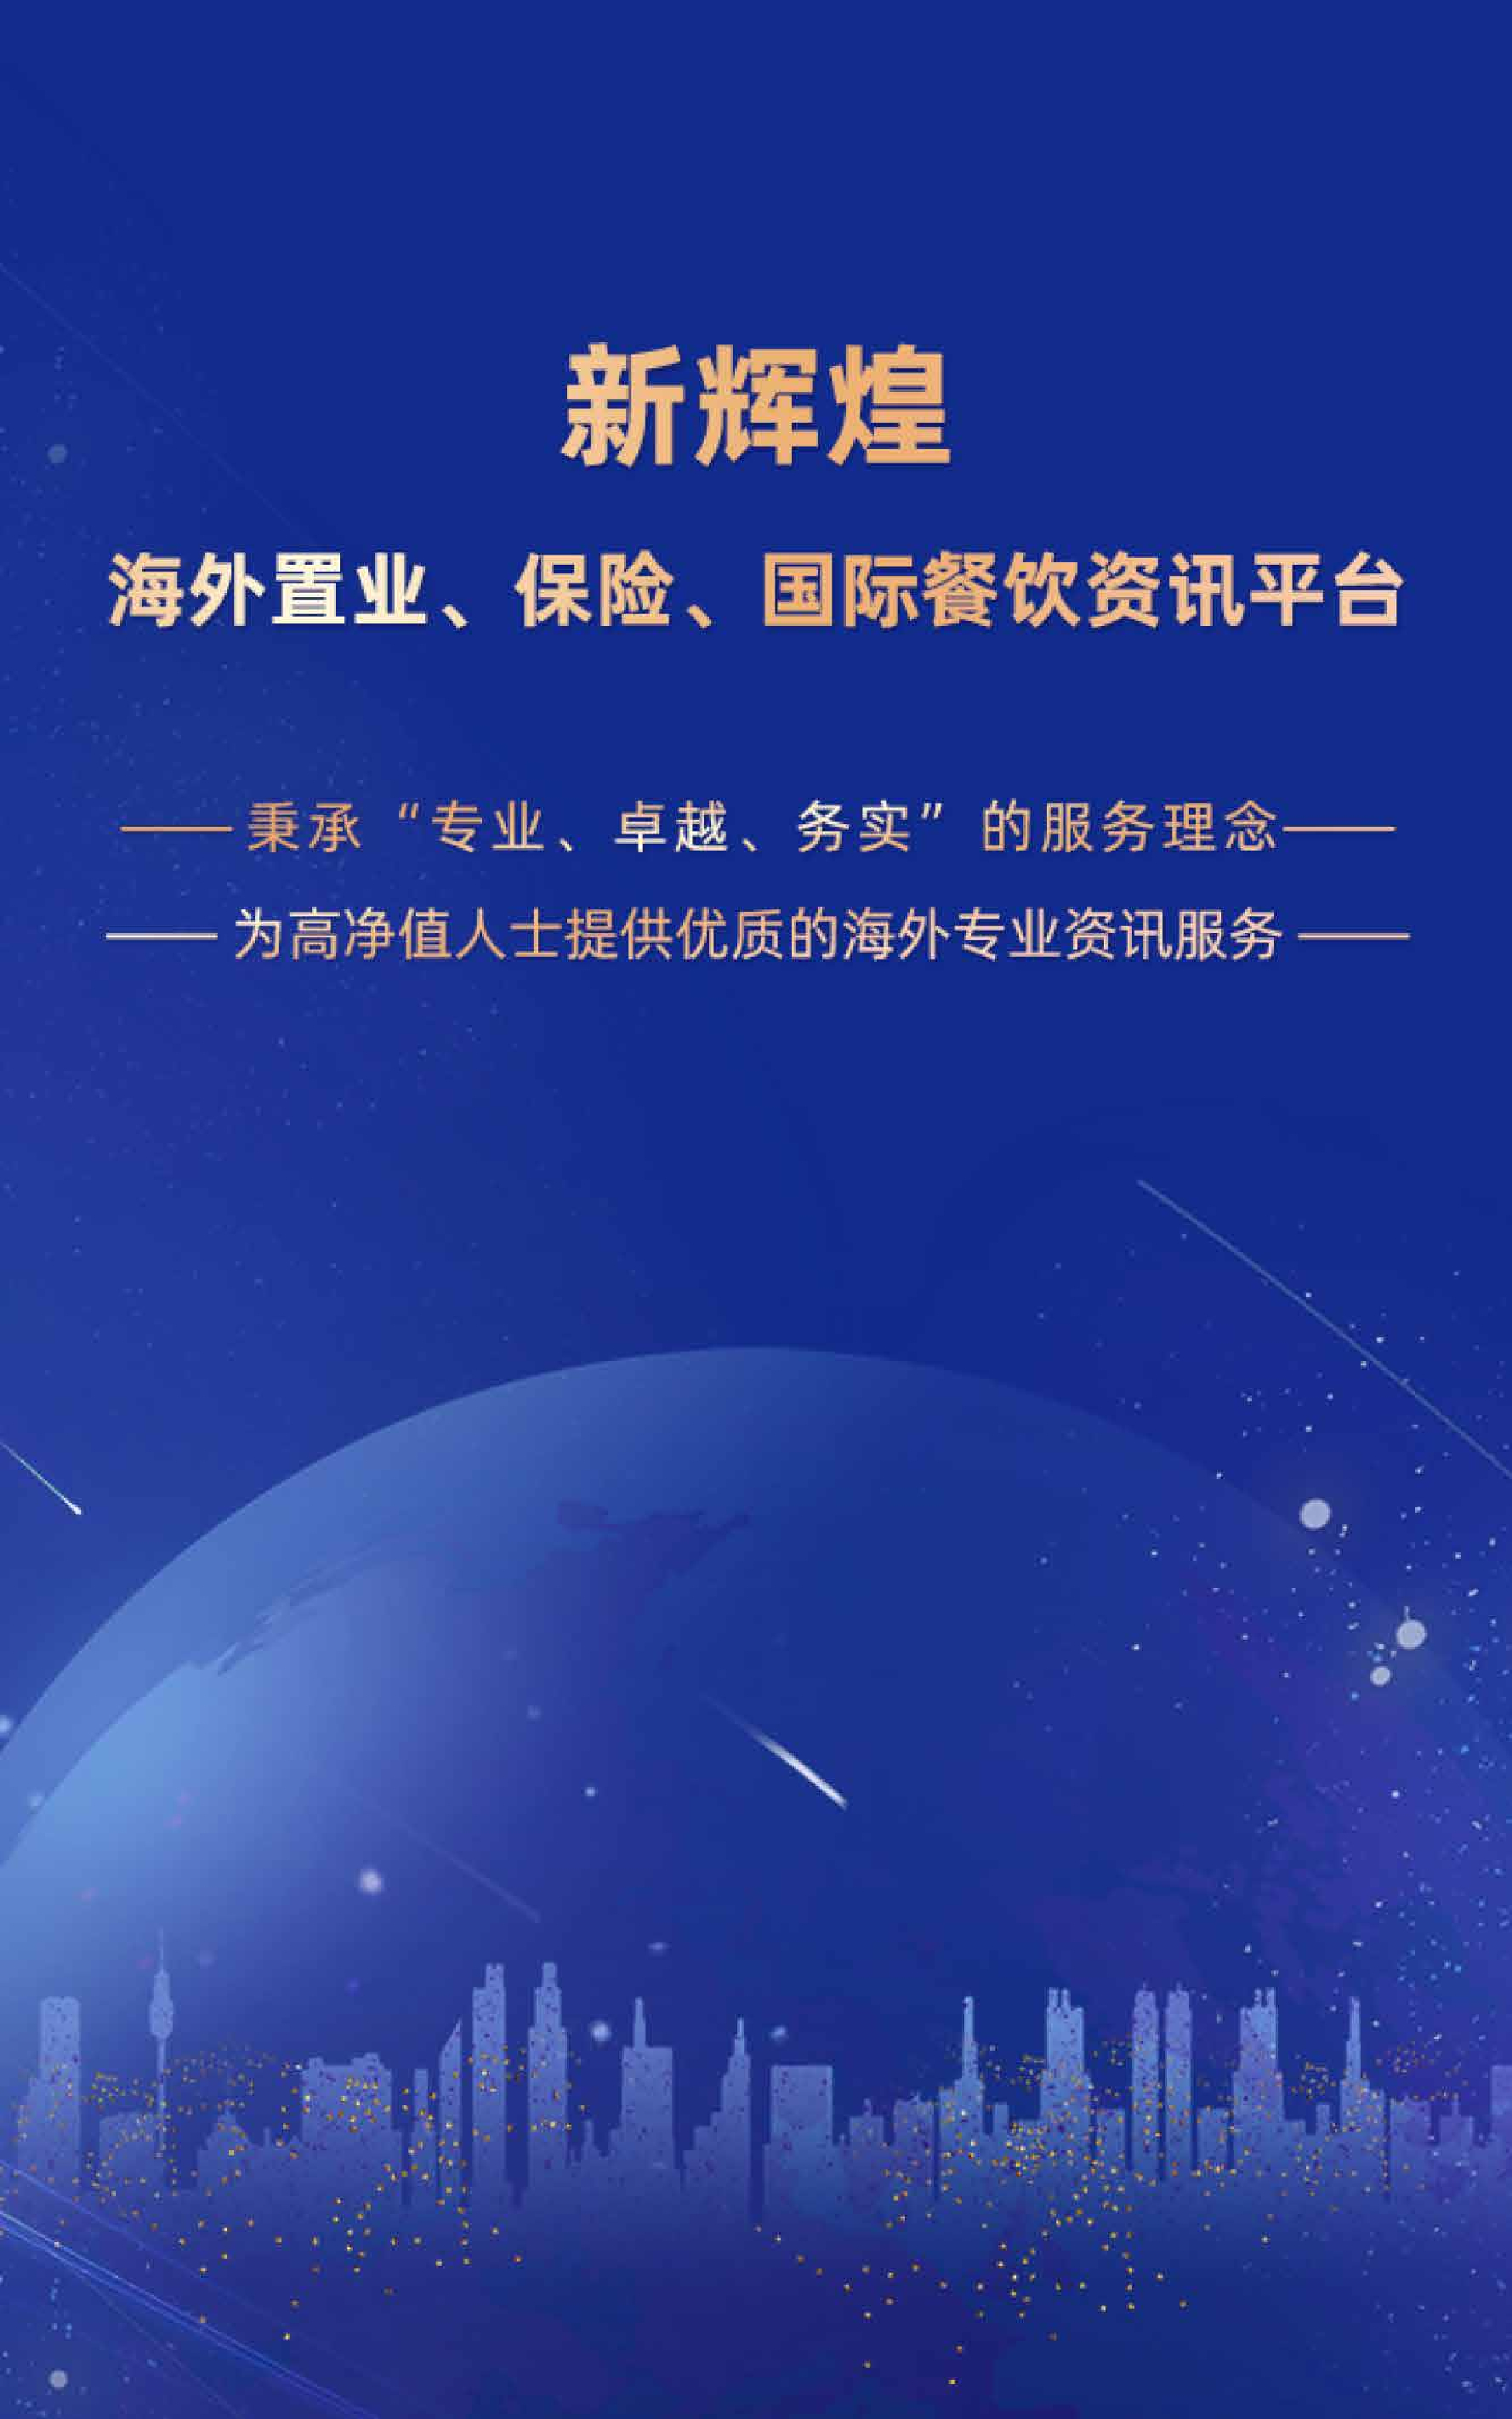 新辉煌
海外置业、保险、国际餐饮资讯平台
——秉承“专业、卓越、务实”的服务理念——
——为高净值人士提供优质的海外专业资讯服务——